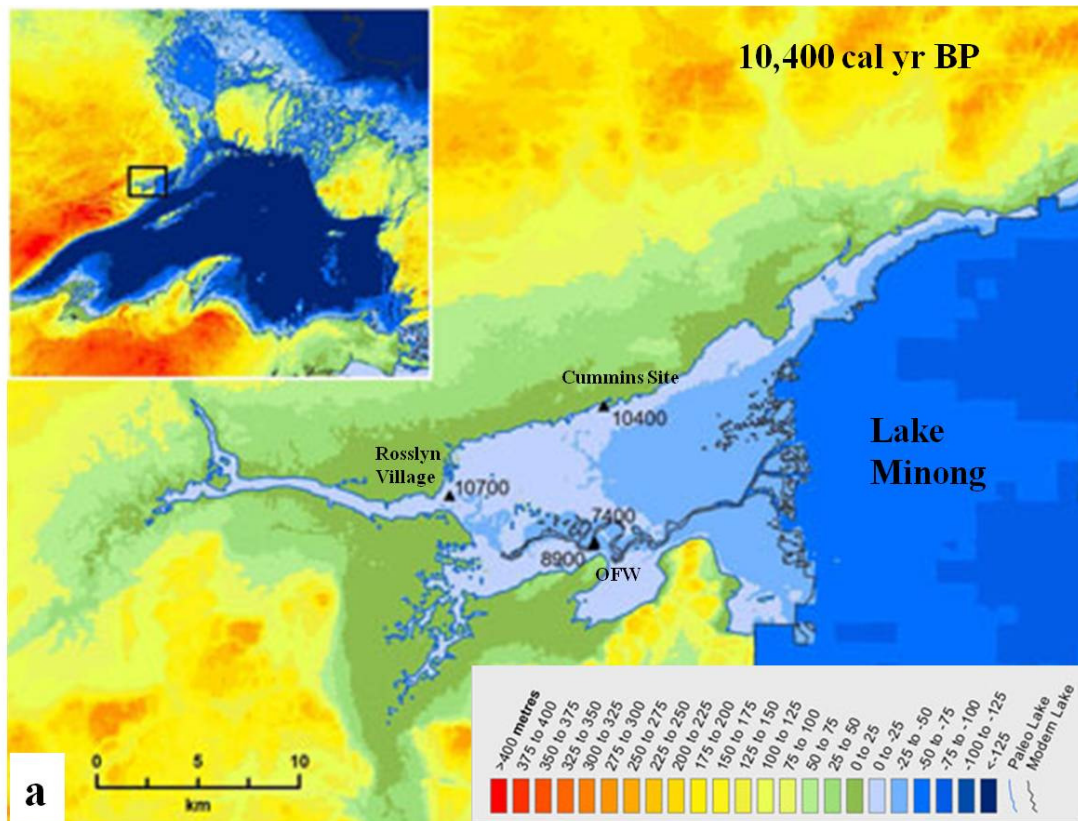 10,400 cal yr BP
Cummins Site
10400
Lake
Minong
Rosslyn
Village
10700
7400
8900
OFW
>400 metres
375 to 400
350 to 375
325 to 350
300 to 325
275 to 300
250 to 275
225 to 250
200 to 225
175 to 200
150 to 175
125 to 150
100 to 125
75 to 100
50 to 75
25 to 50
0 to 25
0 to -25
-25 to -50
-50 to -75
-75 to -100
-100 to -125
<-125
Paleo Lake
Modern Lake
0 5 10
km
a